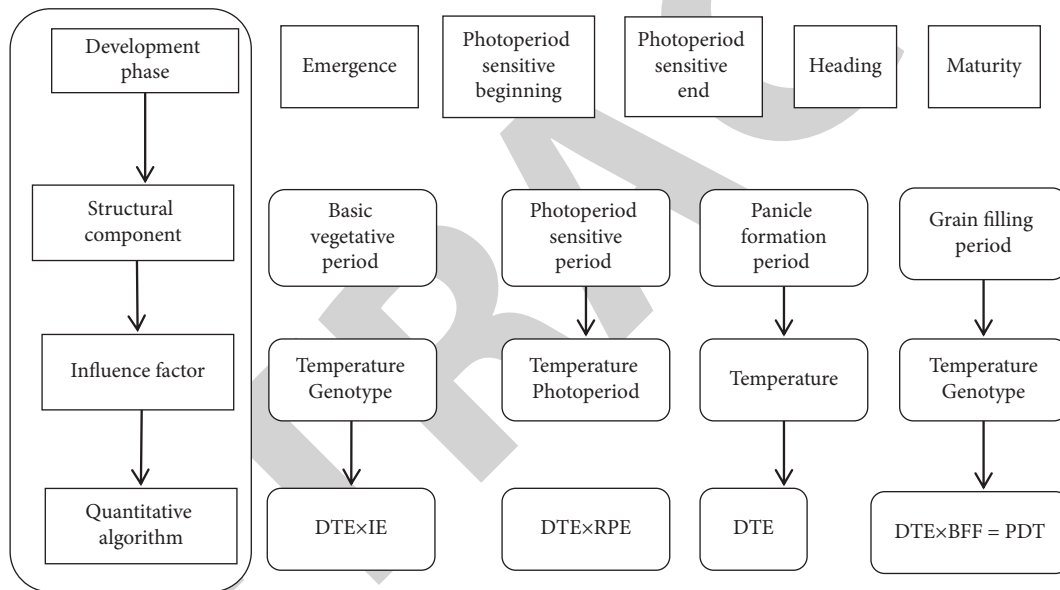 Development
phase
Emergence
Photoperiod
sensitive
beginning
Photoperiod
sensitive
end
Heading
Maturity
Structural
component
Basic
vegetative
period
Photoperiod
sensitive
period
Panicle
formation
period
Grain filling
period
Influence factor
Temperature
Genotype
Temperature
Photoperiod
Temperature
Temperature
Genotype
Quantitative
algorithm
DTE×IE
DTE×RPE
DTE
DTE×BFF = PDT